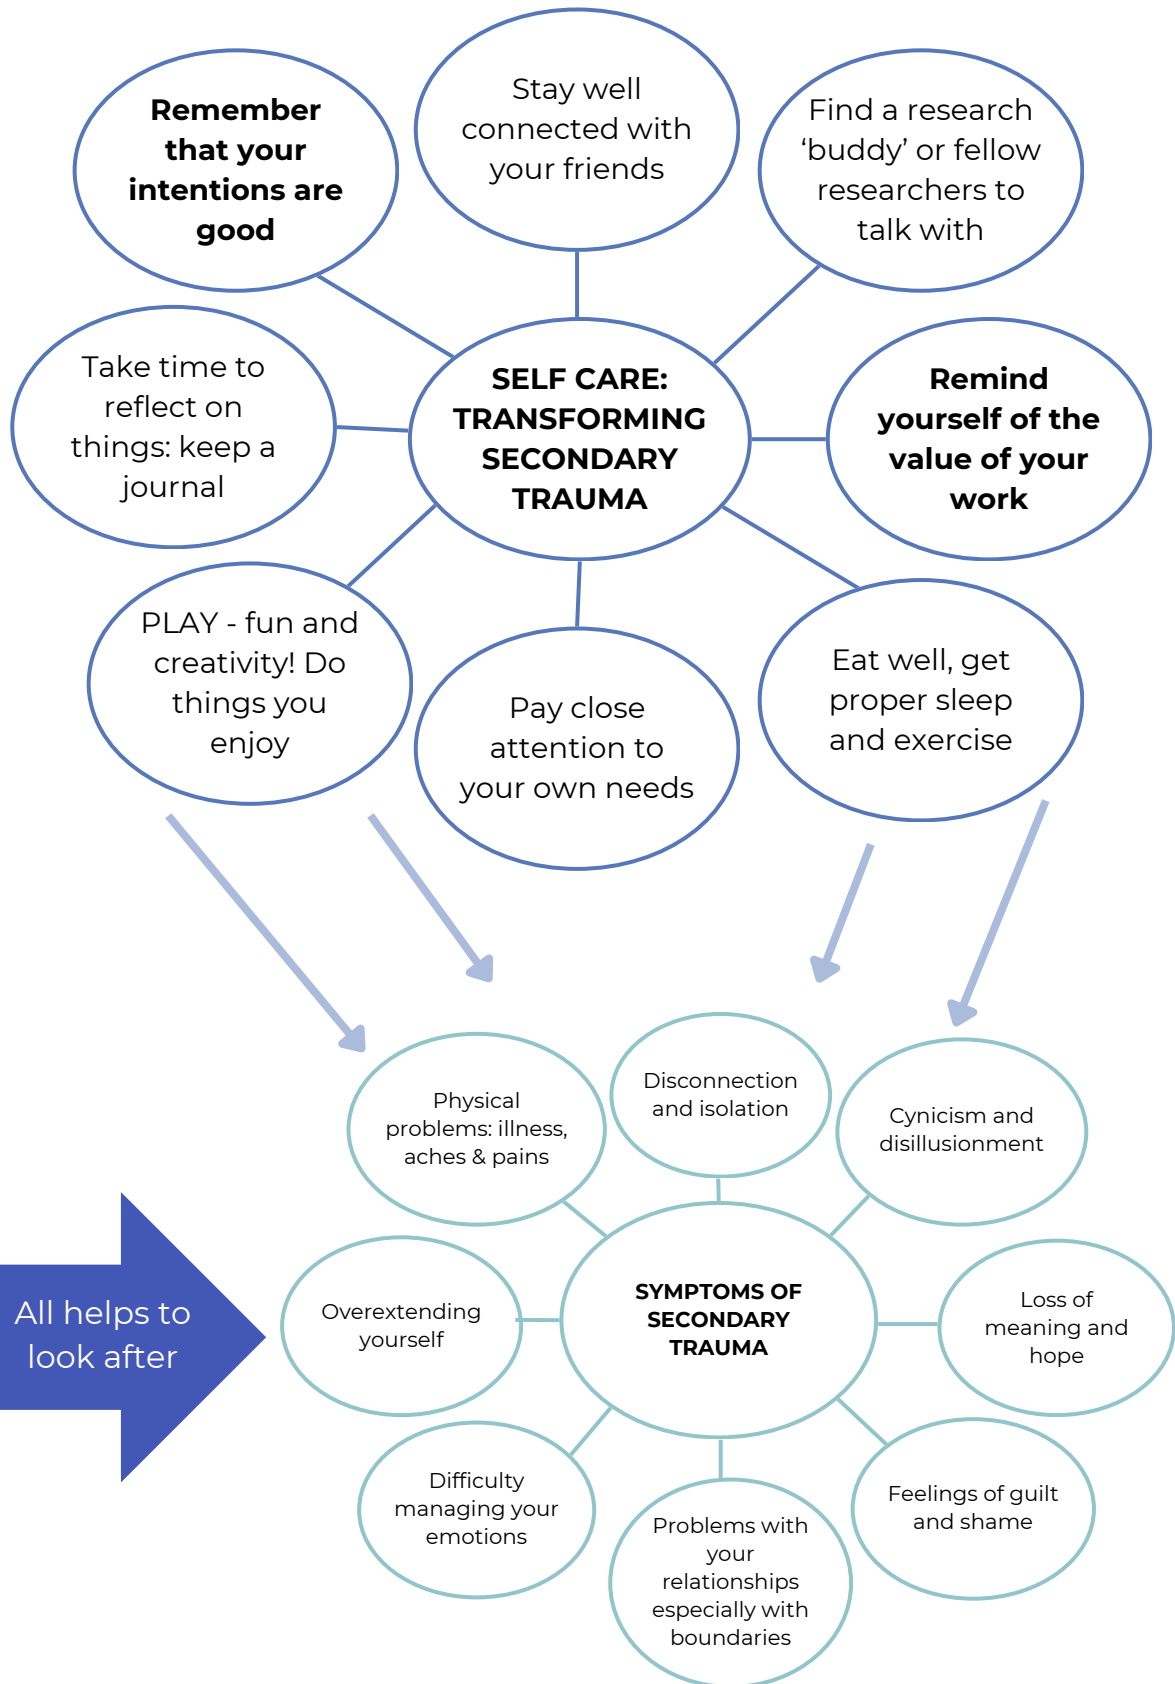 Remember
that your
intentions are
good
Stay well
connected with
your friends
Find a research
‘buddy’ or fellow
researchers to
talk with
Take time to
reflect on
things: keep a
journal
SELF CARE:
TRANSFORMING
SECONDARY
TRAUMA
Remind
yourself of the
value of your
work
PLAY - fun and
creativity! Do
things you
enjoy
Pay close
attention to
your own needs
Eat well, get
proper sleep
and exercise
Physical
problems: illness,
aches & pains
Disconnection
and isolation
Cynicism and
disillusionment
All helps to
look after
Overextending
yourself
SYMPTOMS OF
SECONDARY
TRAUMA
Loss of
meaning and
hope
Difficulty
managing your
emotions
Problems with
your
relationships
especially with
boundaries
Feelings of guilt
and shame